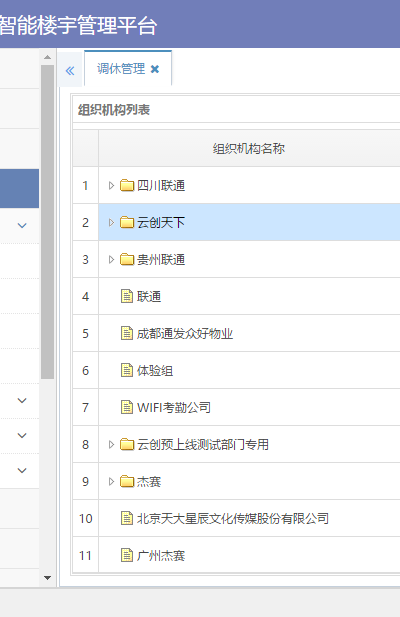 智能楼宇管理平台
调休管理
组织机构列表
组织机构名称
1 四川联通
2 云创天下
3 贵州联通
4 联通
5 成都通发众好物业
6 体验组
7 WIFI考勤公司
8 云创预上线测试部门专用
9 杰赛
10 北京天大星辰文化传媒股份有限公司
11 广州杰赛